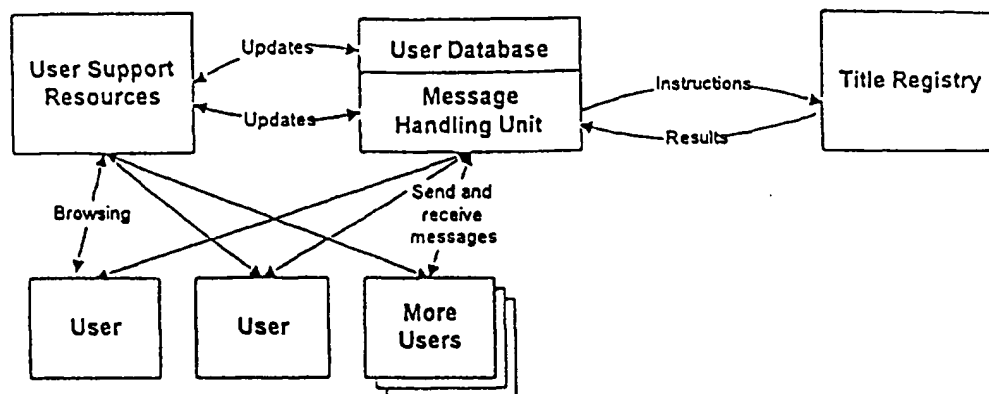 User Support
Resources
Updates
Updates
User Database
Message
Handling Unit
Instructions
Results
Title Registry
Browsing
Send and
receive
messages
User
User
More
Users